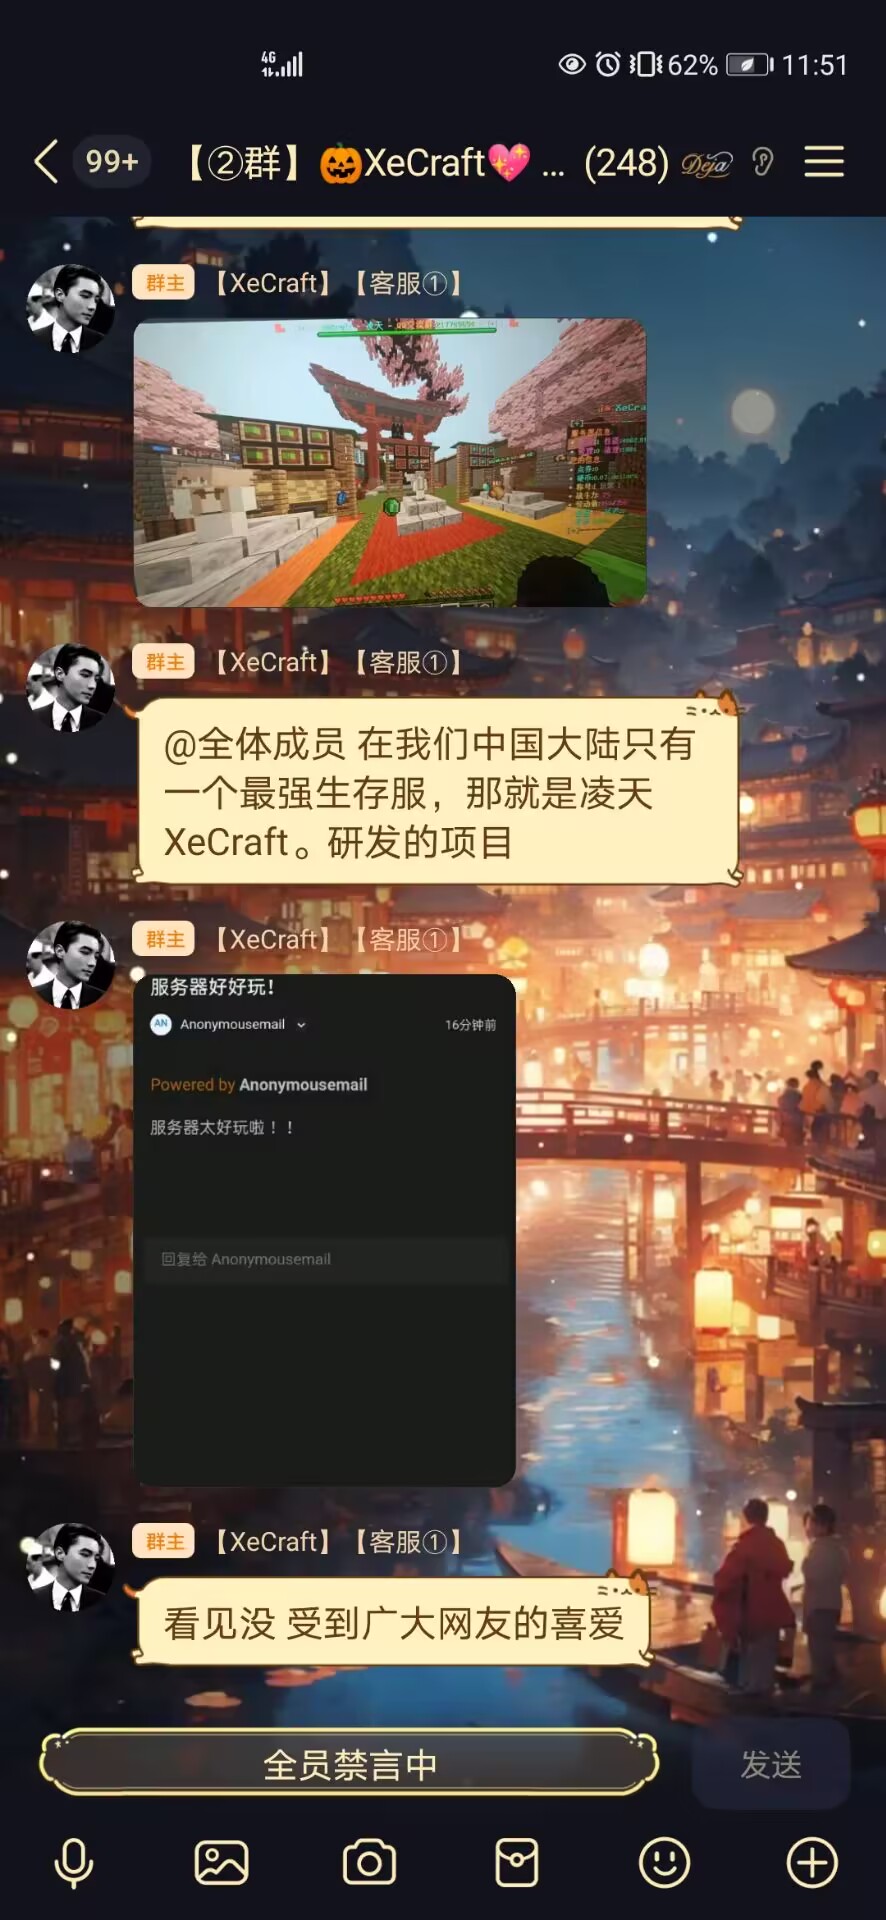 4G
62%
11:51
99+
【②群】🎃XeCraft💖 ... (248)
Deja
群主 【XeCraft】【客服①】
群主 【XeCraft】【客服①】
@全体成员 在我们中国大陆只有
一个最强生存服，那就是凌天
XeCraft。研发的项目
群主 【XeCraft】【客服①】
服务器好好玩！
AN Anonymousemail
16分钟前
Powered by Anonymousemail
服务器太好玩啦！！
回复给 Anonymousemail
群主 【XeCraft】【客服①】
看见没 受到广大网友的喜爱
全员禁言中
发送